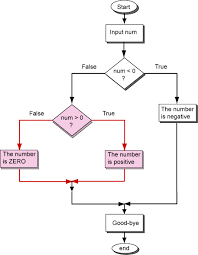 Start
Input num
False
True
num < 0
?
False
True
num > 0
?
The number
is negative
The number
is ZERO
The number
is positive
Good-bye
end